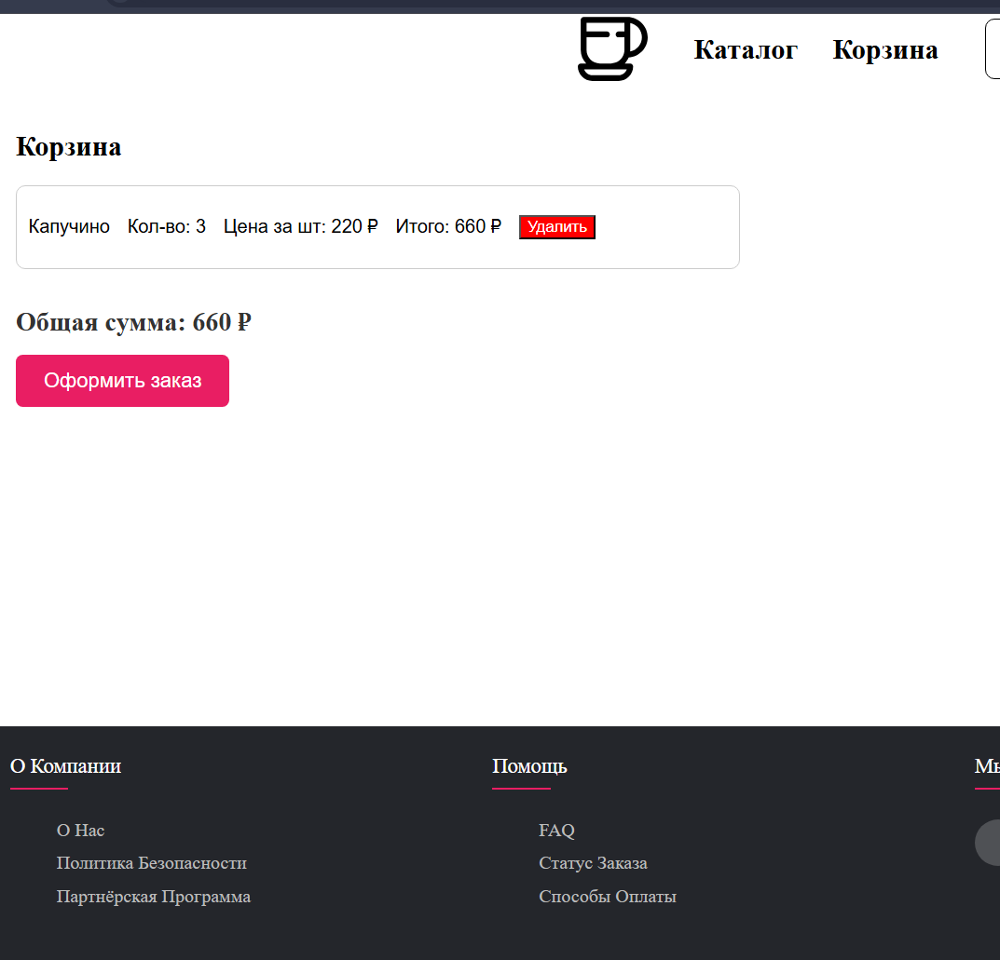 Каталог Корзина
Корзина
Капучино Кол-во: 3 Цена за шт: 220 ₽ Итого: 660 ₽ Удалить
Общая сумма: 660 ₽
Оформить заказ
О Компании Помощь
О Нас FAQ
Политика Безопасности Статус Заказа
Партнёрская Программа Способы Оплаты